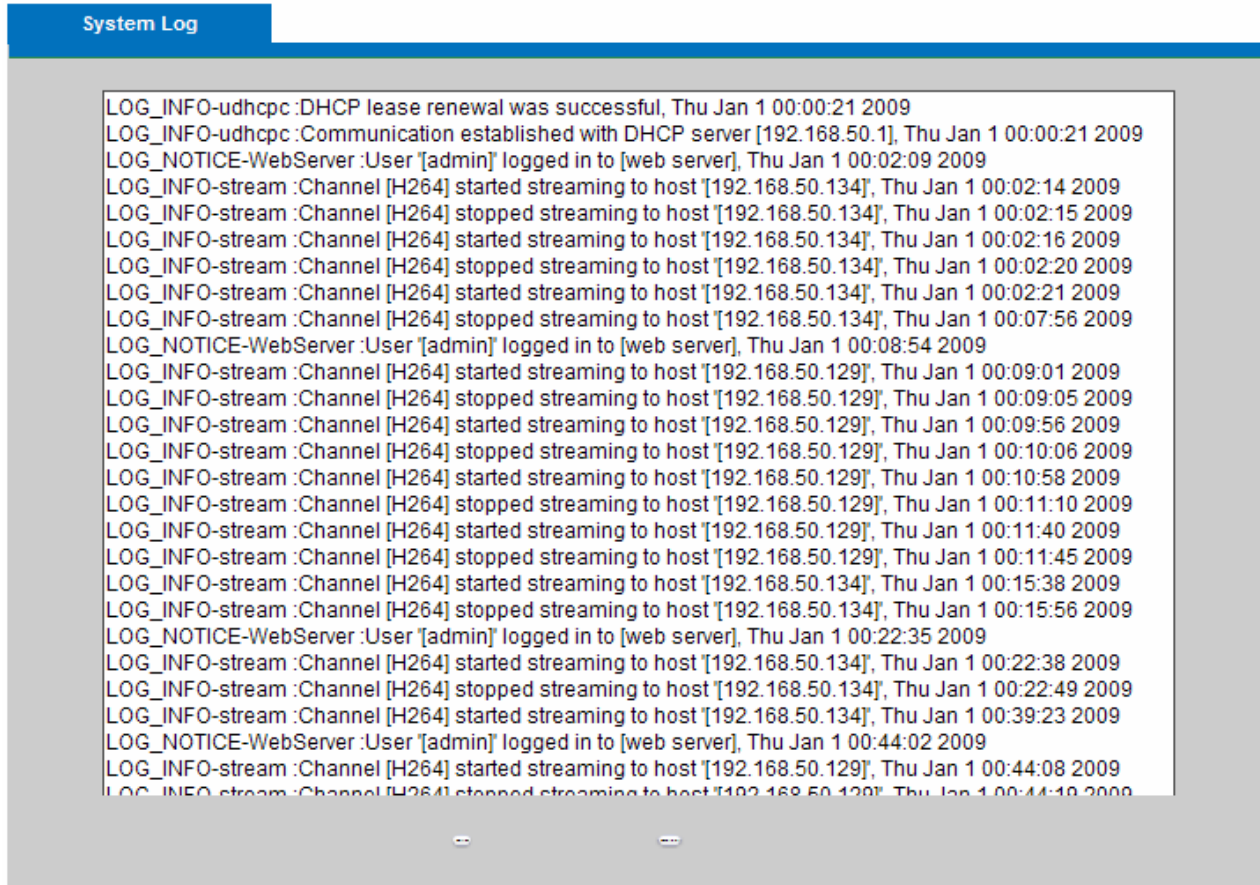 System Log
LOG_INFO-udhcpc :DHCP lease renewal was successful, Thu Jan 1 00:00:21 2009
LOG_INFO-udhcpc :Communication established with DHCP server [192.168.50.1], Thu Jan 1 00:00:21 2009
LOG_NOTICE-WebServer :User '[admin]' logged in to [web server], Thu Jan 1 00:02:09 2009
LOG_INFO-stream :Channel [H264] started streaming to host '[192.168.50.134]', Thu Jan 1 00:02:14 2009
LOG_INFO-stream :Channel [H264] stopped streaming to host '[192.168.50.134]', Thu Jan 1 00:02:15 2009
LOG_INFO-stream :Channel [H264] started streaming to host '[192.168.50.134]', Thu Jan 1 00:02:16 2009
LOG_INFO-stream :Channel [H264] stopped streaming to host '[192.168.50.134]', Thu Jan 1 00:02:20 2009
LOG_INFO-stream :Channel [H264] started streaming to host '[192.168.50.134]', Thu Jan 1 00:02:21 2009
LOG_INFO-stream :Channel [H264] stopped streaming to host '[192.168.50.134]', Thu Jan 1 00:07:56 2009
LOG_NOTICE-WebServer :User '[admin]' logged in to [web server], Thu Jan 1 00:08:54 2009
LOG_INFO-stream :Channel [H264] started streaming to host '[192.168.50.129]', Thu Jan 1 00:09:01 2009
LOG_INFO-stream :Channel [H264] stopped streaming to host '[192.168.50.129]', Thu Jan 1 00:09:05 2009
LOG_INFO-stream :Channel [H264] started streaming to host '[192.168.50.129]', Thu Jan 1 00:09:56 2009
LOG_INFO-stream :Channel [H264] stopped streaming to host '[192.168.50.129]', Thu Jan 1 00:10:06 2009
LOG_INFO-stream :Channel [H264] started streaming to host '[192.168.50.129]', Thu Jan 1 00:10:58 2009
LOG_INFO-stream :Channel [H264] stopped streaming to host '[192.168.50.129]', Thu Jan 1 00:11:10 2009
LOG_INFO-stream :Channel [H264] started streaming to host '[192.168.50.129]', Thu Jan 1 00:11:40 2009
LOG_INFO-stream :Channel [H264] stopped streaming to host '[192.168.50.129]', Thu Jan 1 00:11:45 2009
LOG_INFO-stream :Channel [H264] started streaming to host '[192.168.50.134]', Thu Jan 1 00:15:38 2009
LOG_INFO-stream :Channel [H264] stopped streaming to host '[192.168.50.134]', Thu Jan 1 00:15:56 2009
LOG_NOTICE-WebServer :User '[admin]' logged in to [web server], Thu Jan 1 00:22:35 2009
LOG_INFO-stream :Channel [H264] started streaming to host '[192.168.50.134]', Thu Jan 1 00:22:38 2009
LOG_INFO-stream :Channel [H264] stopped streaming to host '[192.168.50.134]', Thu Jan 1 00:22:49 2009
LOG_INFO-stream :Channel [H264] started streaming to host '[192.168.50.134]', Thu Jan 1 00:39:23 2009
LOG_NOTICE-WebServer :User '[admin]' logged in to [web server], Thu Jan 1 00:44:02 2009
LOG_INFO-stream :Channel [H264] started streaming to host '[192.168.50.129]', Thu Jan 1 00:44:08 2009
LOG_INFO-stream :Channel [H264] stopped streaming to host '[192.168.50.129]', Thu Jan 1 00:44:19 2009